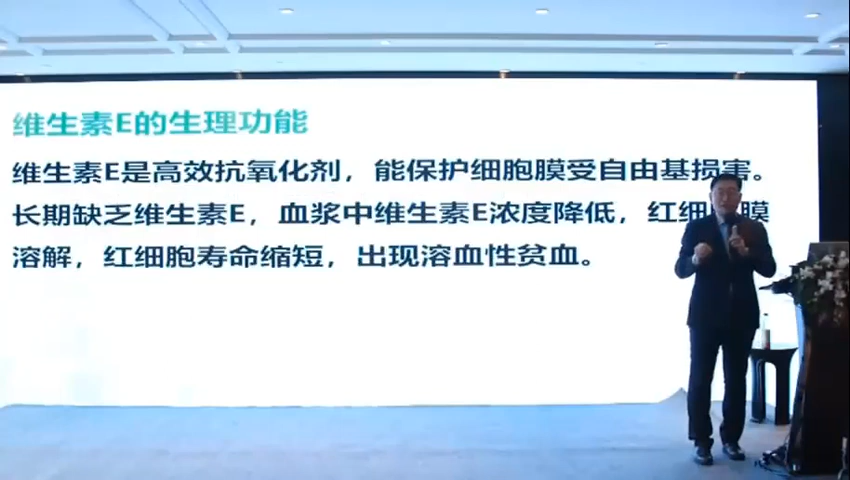 维生素E的生理功能
维生素E是高效抗氧化剂，能保护细胞膜受自由基损害。
长期缺乏维生素E，血浆中维生素E浓度降低，红细膜
溶解，红细胞寿命缩短，出现溶血性贫血。